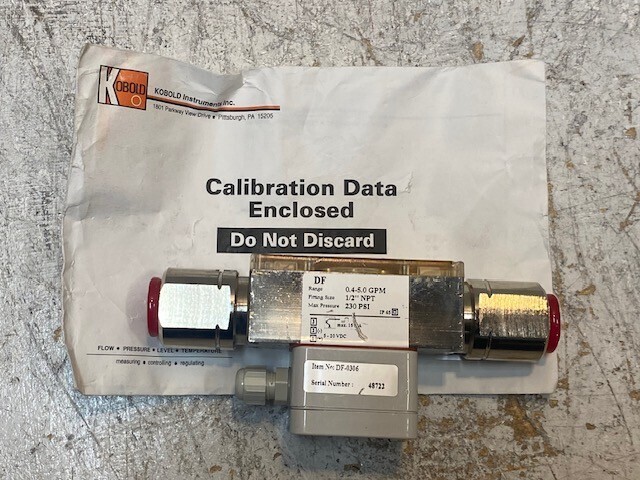 KOBOLD
KOBOLD Instruments Inc.
1801 Parkway View Drive • Pittsburgh, PA 15205
Calibration Data
Enclosed
Do Not Discard
DF
Range 0.4-5.0 GPM
Fitting Size 1/2" NPT
Max Pressure 230 PSI
IP 65
max.
VDC
FLOW • PRESSURE • LEVEL • TEMPERATURE
measuring • controlling • regulating
Item No: DF-0306
Serial Number : 48723